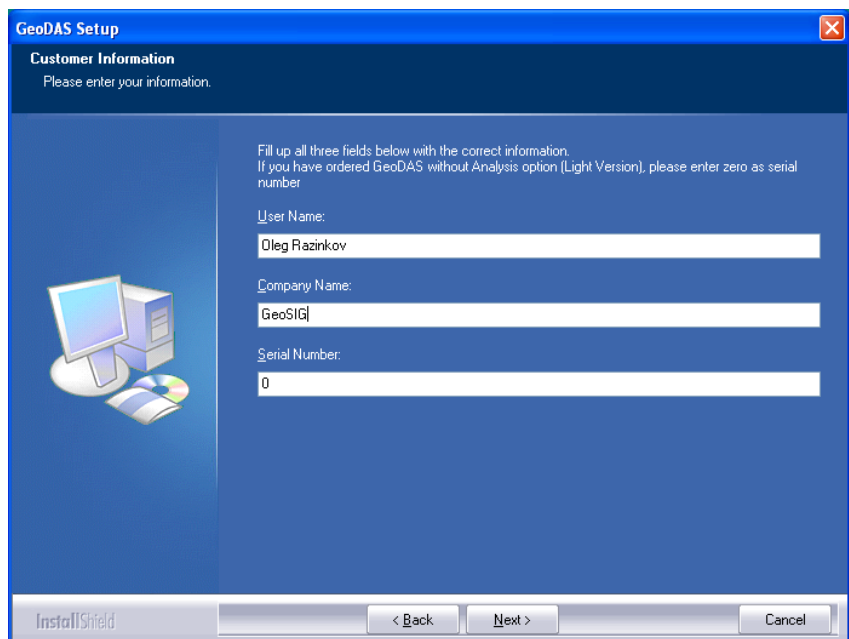 GeoDAS Setup
Customer Information
Please enter your information.
Fill up all three fields below with the correct information.
If you have ordered GeoDAS without Analysis option (Light Version), please enter zero as serial
number
User Name:
Oleg Razinkov
Company Name:
GeoSIG
Serial Number:
0
InstallShield
< Back
Next >
Cancel